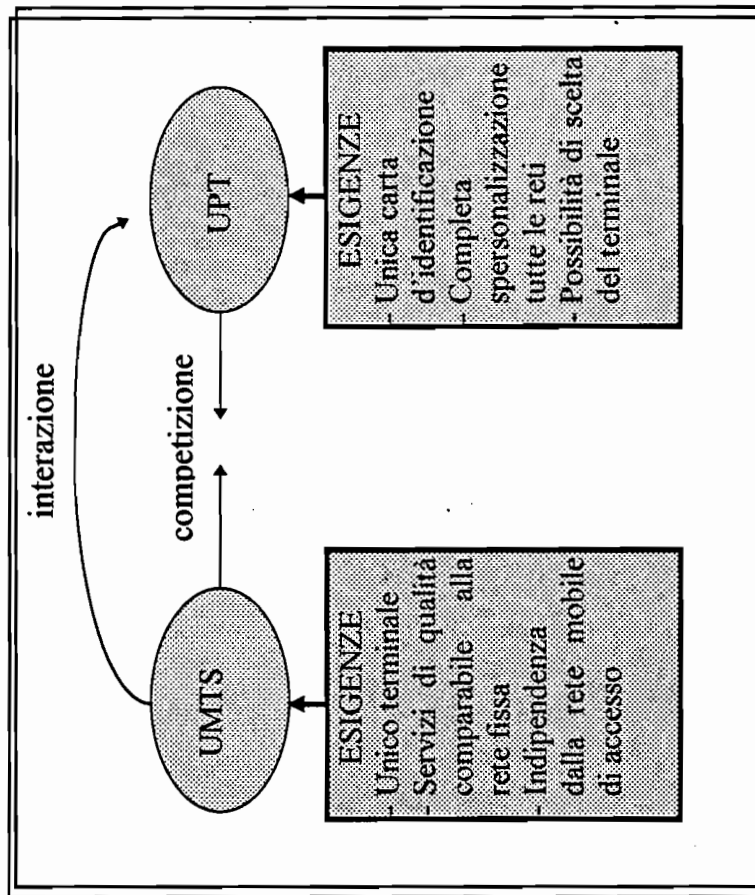 interazione
competizione
UMTS
UPT
ESIGENZE
- Unico terminale
- Servizi di qualità
comparabile alla
rete fissa
- Indipendenza
dalla rete mobile
di accesso
ESIGENZE
- Unica carta
d'identificazione
- Completa
spersonalizzazione
tutte le reti
- Possibilità di scelta
del terminale